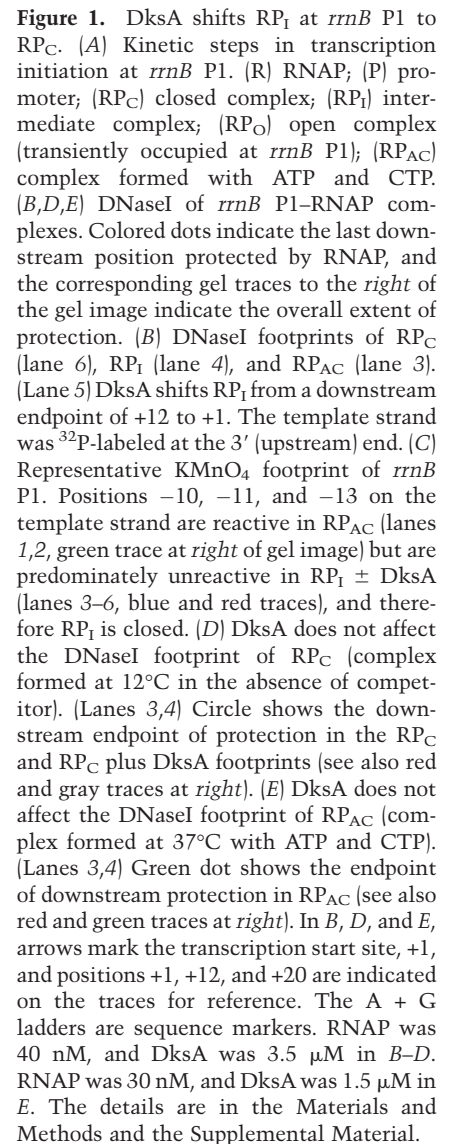 Figure 1. DksA shifts RPI at rrnB P1 to
RPC. (A) Kinetic steps in transcription
initiation at rrnB P1. (R) RNAP; (P) pro-
moter; (RPC) closed complex; (RPI) inter-
mediate complex; (RPO) open complex
(transiently occupied at rrnB P1); (RPAC)
complex formed with ATP and CTP.
(B,D,E) DNaseI of rrnB P1–RNAP com-
plexes. Colored dots indicate the last down-
stream position protected by RNAP, and
the corresponding gel traces to the right of
the gel image indicate the overall extent of
protection. (B) DNaseI footprints of RPC
(lane 6), RPI (lane 4), and RPAC (lane 3).
(Lane 5) DksA shifts RPI from a downstream
endpoint of +12 to +1. The template strand
was 32P-labeled at the 3′ (upstream) end. (C)
Representative KMnO4 footprint of rrnB
P1. Positions −10, −11, and −13 on the
template strand are reactive in RPAC (lanes
1,2, green trace at right of gel image) but are
predominately unreactive in RPI ± DksA
(lanes 3–6, blue and red traces), and there-
fore RPI is closed. (D) DksA does not affect
the DNaseI footprint of RPC (complex
formed at 12°C in the absence of compet-
itor). (Lanes 3,4) Circle shows the down-
stream endpoint of protection in the RPC
and RPC plus DksA footprints (see also red
and gray traces at right). (E) DksA does not
affect the DNaseI footprint of RPAC (com-
plex formed at 37°C with ATP and CTP).
(Lanes 3,4) Green dot shows the endpoint
of downstream protection in RPAC (see also
red and green traces at right). In B, D, and E,
arrows mark the transcription start site, +1,
and positions +1, +12, and +20 are indicated
on the traces for reference. The A + G
ladders are sequence markers. RNAP was
40 nM, and DksA was 3.5 μM in B–D.
RNAP was 30 nM, and DksA was 1.5 μM in
E. The details are in the Materials and
Methods and the Supplemental Material.